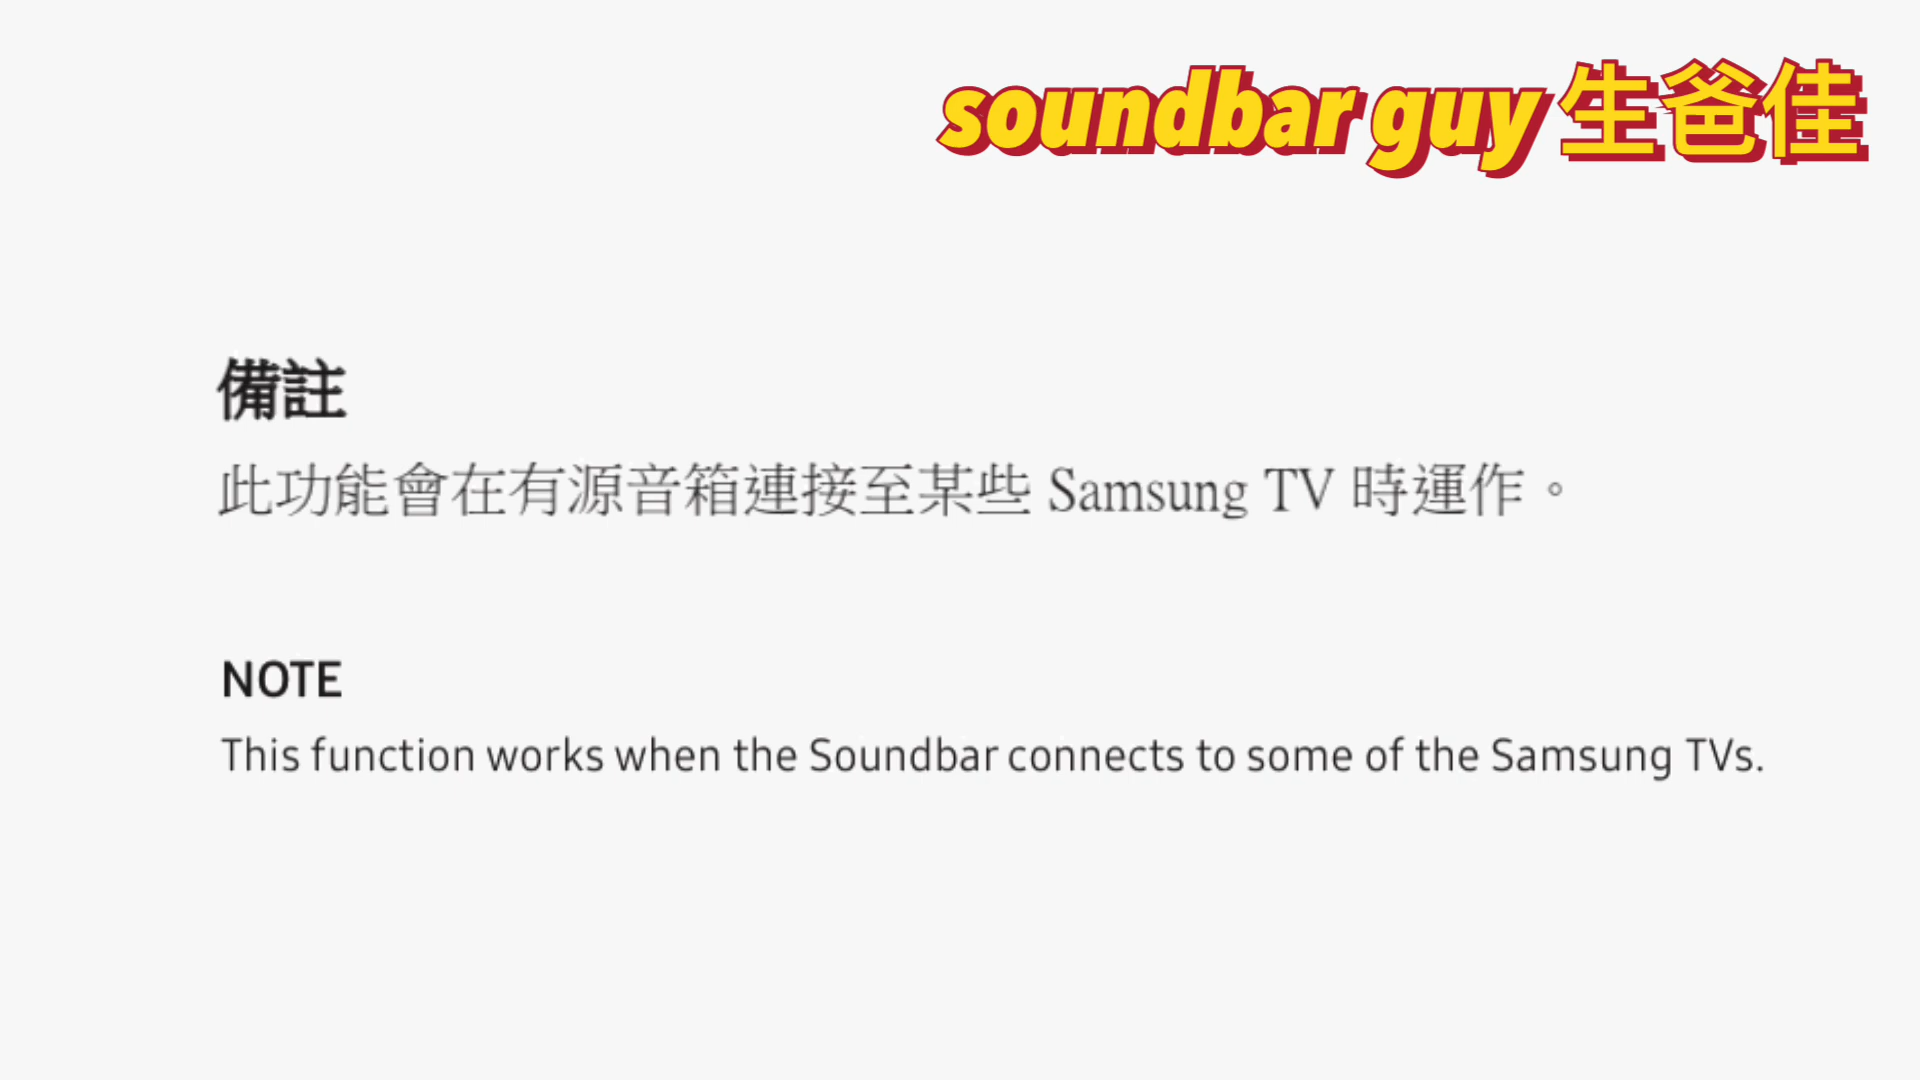 soundbar guy 生爸佳
備註
此功能會在有源音箱連接至某些 Samsung TV 時運作。
NOTE
This function works when the Soundbar connects to some of the Samsung TVs.